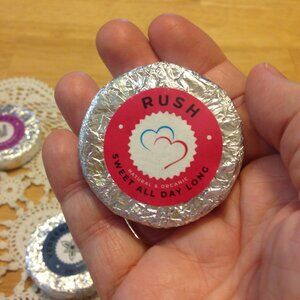 RUSH
NATURAL & ORGANIC
SWEET ALL DAY LONG